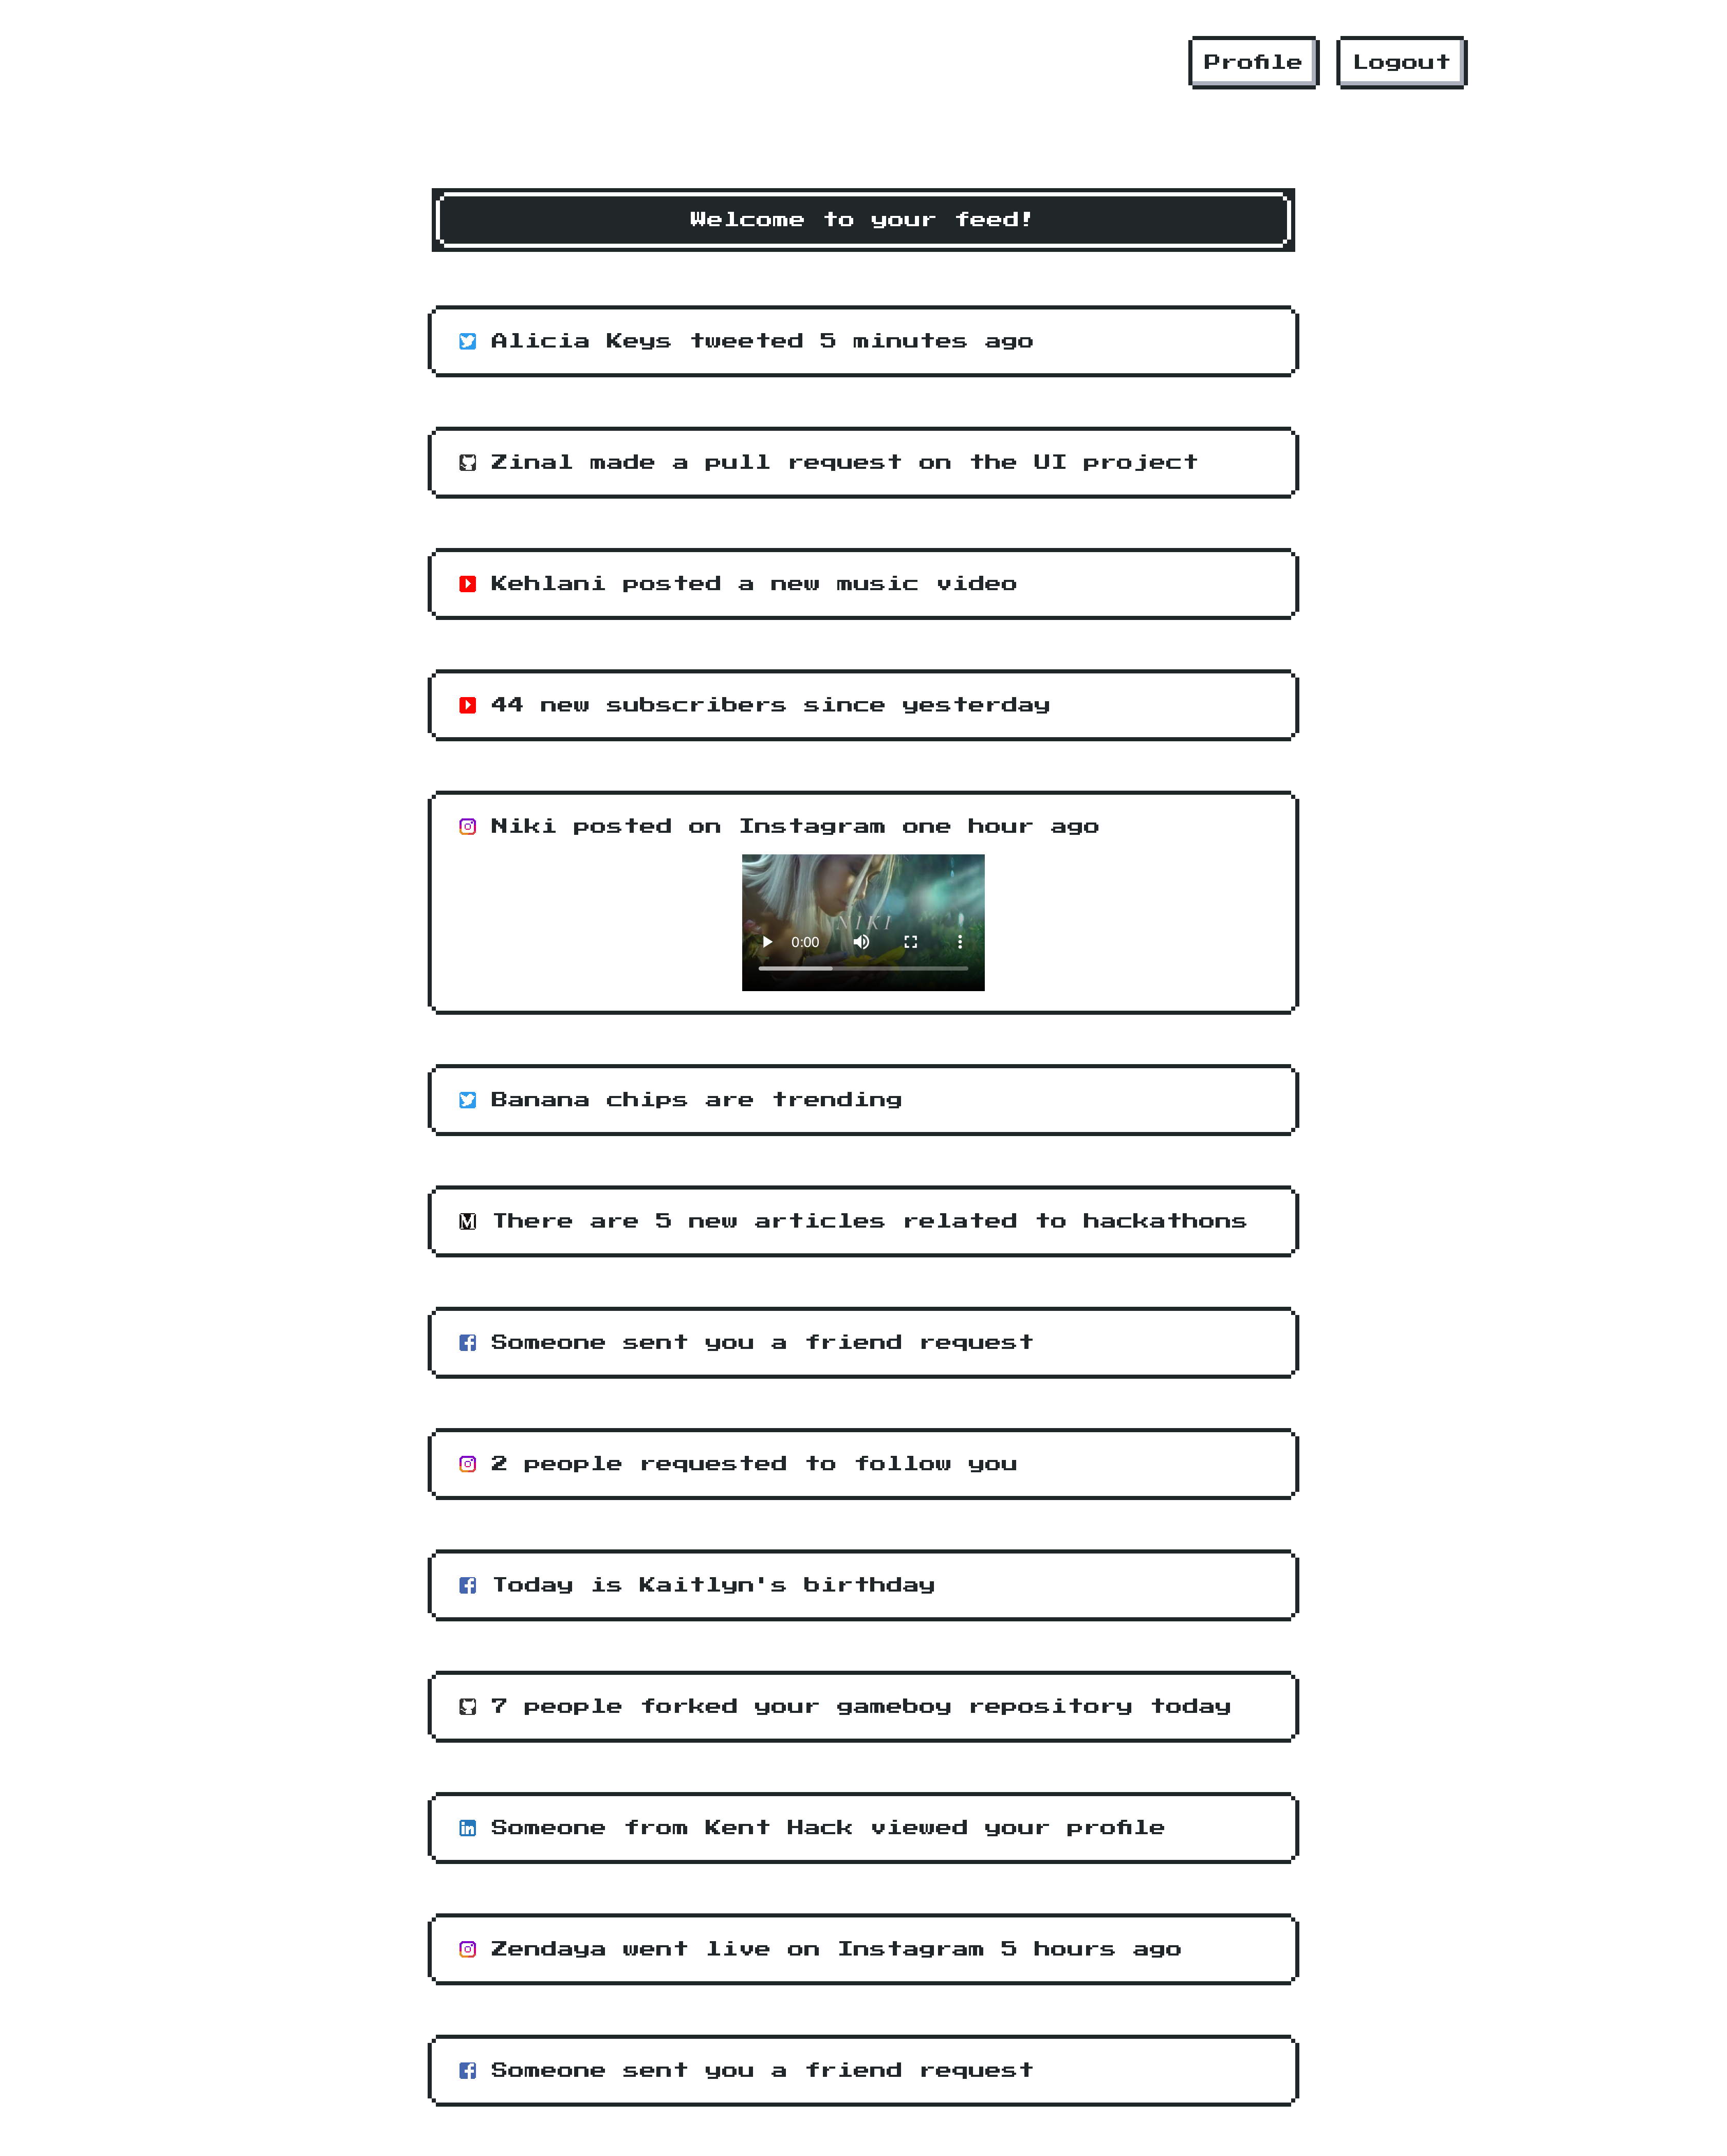 Profile
Logout
Welcome to your feed!
Alicia Keys tweeted 5 minutes ago
Zinal made a pull request on the UI project
Kehlani posted a new music video
44 new subscribers since yesterday
Niki posted on Instagram one hour ago
NIKI
0:00
Banana chips are trending
There are 5 new articles related to hackathons
Someone sent you a friend request
2 people requested to follow you
Today is Kaitlyn's birthday
7 people forked your gameboy repository today
Someone from Kent Hack viewed your profile
Zendaya went live on Instagram 5 hours ago
Someone sent you a friend request